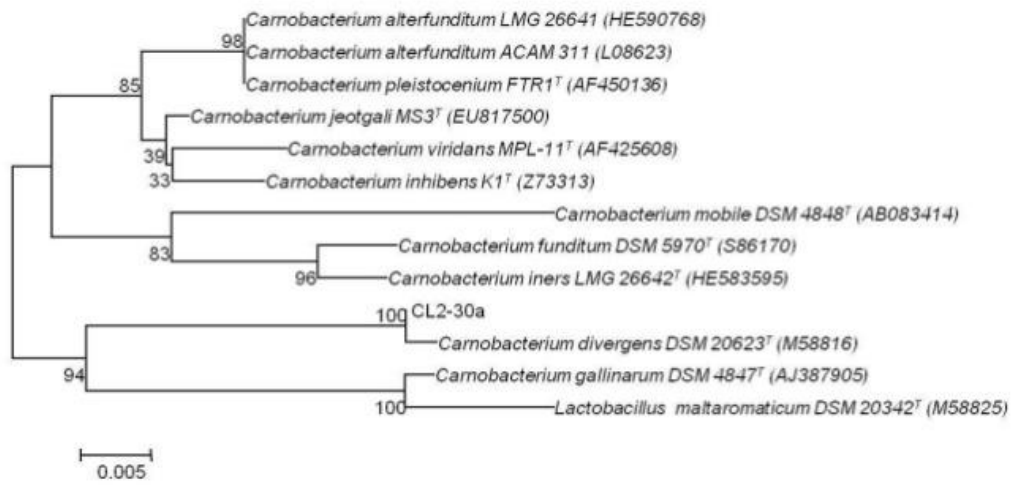 Carnobacterium alterfunditum LMG 26641 (HE590768)
98
Carnobacterium alterfunditum ACAM 311 (L08623)
85
Carnobacterium pleistocenium FTR1ᵀ (AF450136)
Carnobacterium jeotgali MS3ᵀ (EU817500)
39
Carnobacterium viridans MPL-11ᵀ (AF425608)
33
Carnobacterium inhibens K1ᵀ (Z73313)
Carnobacterium mobile DSM 4848ᵀ (AB083414)
83
Carnobacterium funditum DSM 5970ᵀ (S86170)
96
Carnobacterium iners LMG 26642ᵀ (HE583595)
100
CL2-30a
Carnobacterium divergens DSM 20623ᵀ (M58816)
94
Carnobacterium gallinarum DSM 4847ᵀ (AJ387905)
100
Lactobacillus maltaromaticum DSM 20342ᵀ (M58825)
0.005